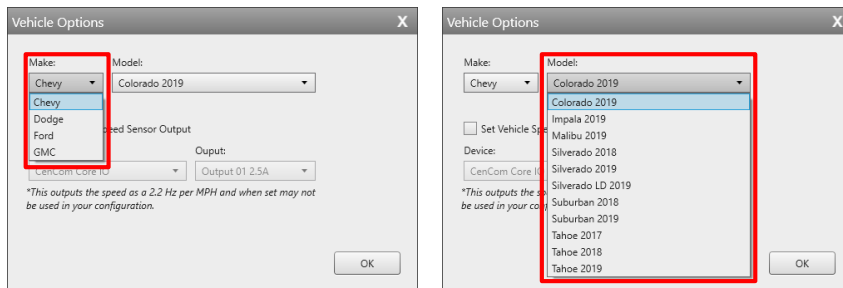 Vehicle Options X
Make: Model:
Chevy Colorado 2019
Chevy
Dodge
Ford
GMC
eed Sensor Output
Ouput:
CenCom Core IO Output 01 2.5A
*This outputs the speed as a 2.2 Hz per MPH and when set may not
be used in your configuration.
OK
Vehicle Options X
Make: Model:
Chevy Colorado 2019
Colorado 2019
Impala 2019
Malibu 2019
Silverado 2018
Silverado 2019
Silverado LD 2019
Suburban 2018
Suburban 2019
Tahoe 2017
Tahoe 2018
Tahoe 2019
Set Vehicle Spe
Device:
CenCom Core I
*This outputs the s
be used in your co
OK